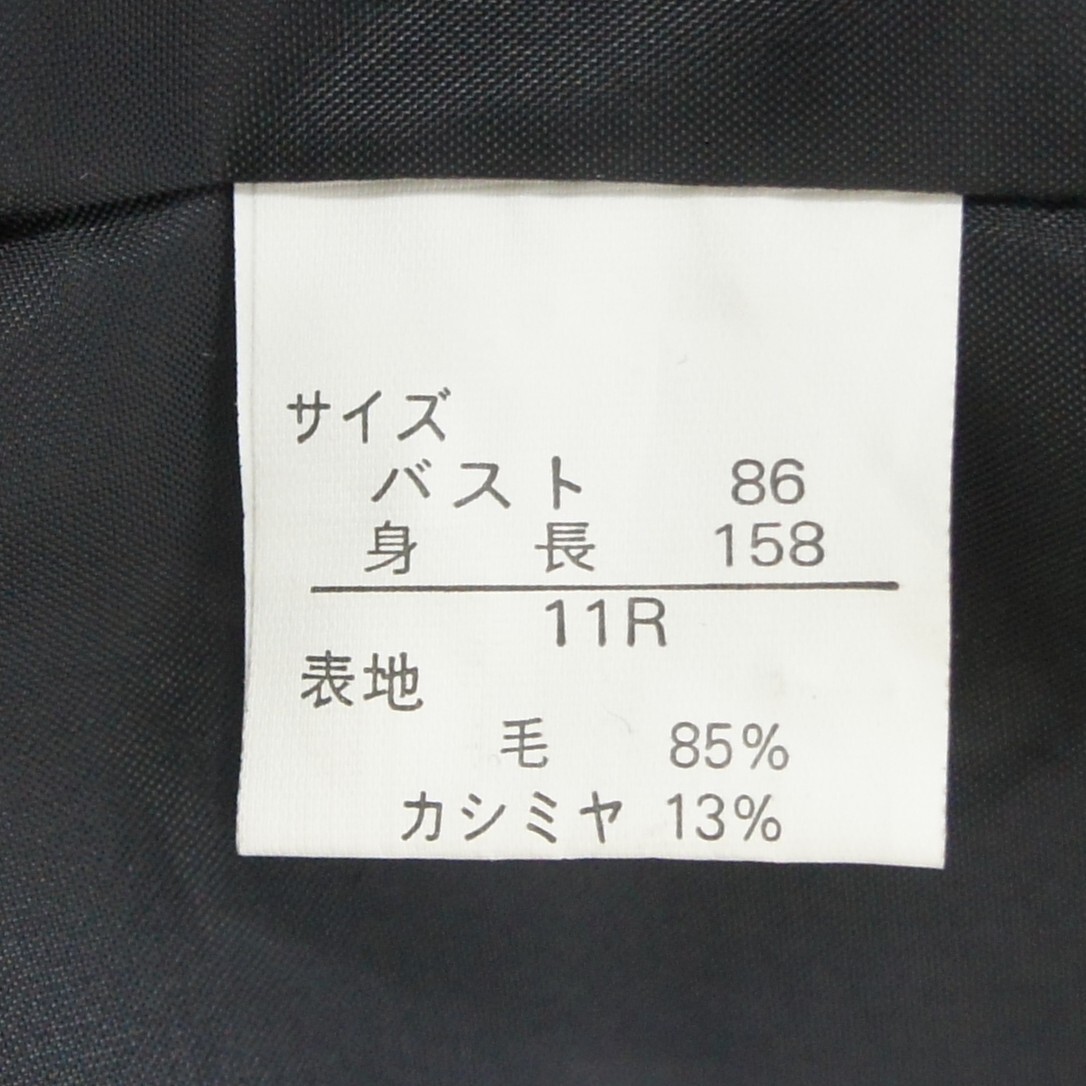 サイズ
バスト 86
身長 158
11R
表地
毛 85%
カシミヤ 13%